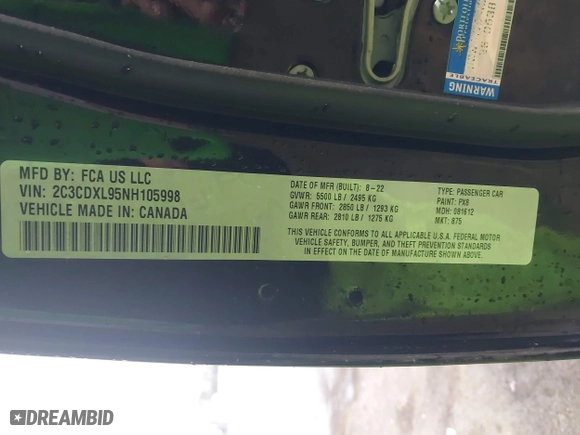 WARNING
TRACEABLE
MFD BY: FCA US LLC
VIN: 2C3CDXL95NH105998
VEHICLE MADE IN: CANADA
DATE OF MFR (BUILT): 8-22
GVWR: 5500 LB / 2495 KG
GAWR FRONT: 2850 LB / 1293 KG
GAWR REAR: 2810 LB / 1275 KG
TYPE: PASSENGER CAR
PAINT: PX8
MDH: 081612
MKT: 875
THIS VEHICLE CONFORMS TO ALL APPLICABLE U.S.A. FEDERAL MOTOR
VEHICLE SAFETY, BUMPER, AND THEFT PREVENTION STANDARDS
IN EFFECT ON THE DATE OF MANUFACTURE SHOWN ABOVE.
DREAMBID